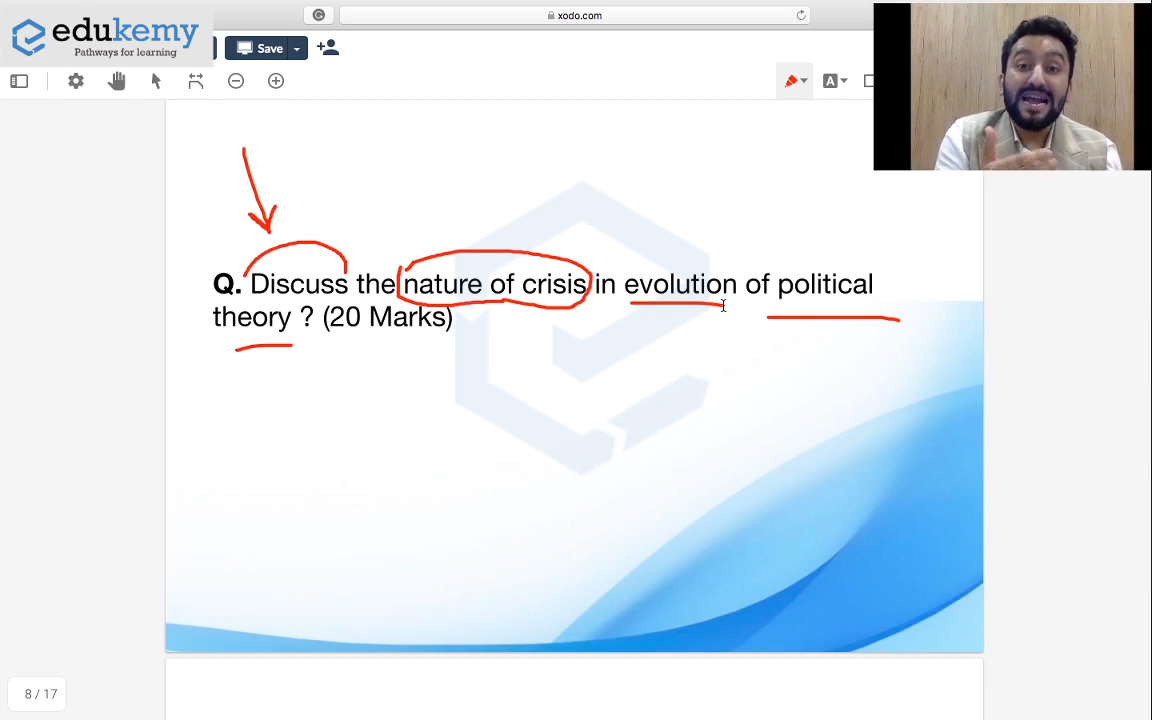 edukemy
Pathways for learning
xodo.com
Save
A
Q. Discuss the nature of crisis in evolution of political
theory ? (20 Marks)
8 / 17